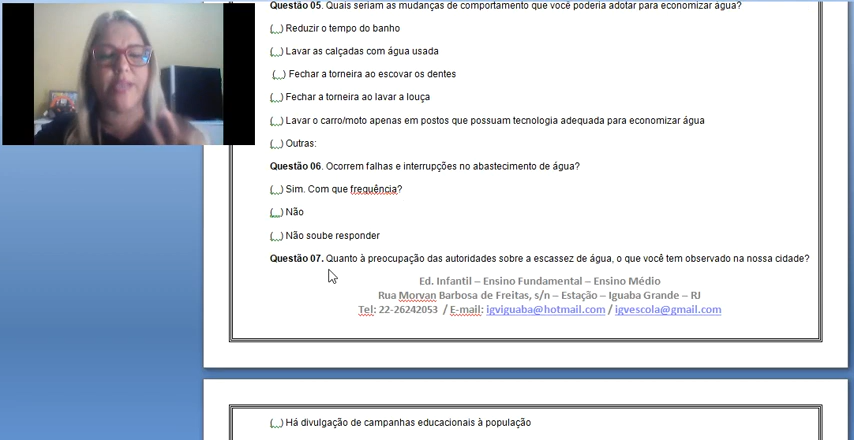 Questão 05. Quais seriam as mudanças de comportamento que você poderia adotar para economizar água?
( ) Reduzir o tempo do banho
( ) Lavar as calçadas com água usada
( ) Fechar a torneira ao escovar os dentes
( ) Fechar a torneira ao lavar a louça
( ) Lavar o carro/moto apenas em postos que possuam tecnologia adequada para economizar água
( ) Outras:
Questão 06. Ocorrem falhas e interrupções no abastecimento de água?
( ) Sim. Com que frequência?
( ) Não
( ) Não soube responder
Questão 07. Quanto à preocupação das autoridades sobre a escassez de água, o que você tem observado na nossa cidade?
Ed. Infantil – Ensino Fundamental – Ensino Médio
Rua Morvan Barbosa de Freitas, s/n – Estação – Iguaba Grande – RJ
Tel: 22-26242053 / E-mail: igviguaba@hotmail.com / igvescola@gmail.com
( ) Há divulgação de campanhas educacionais à população